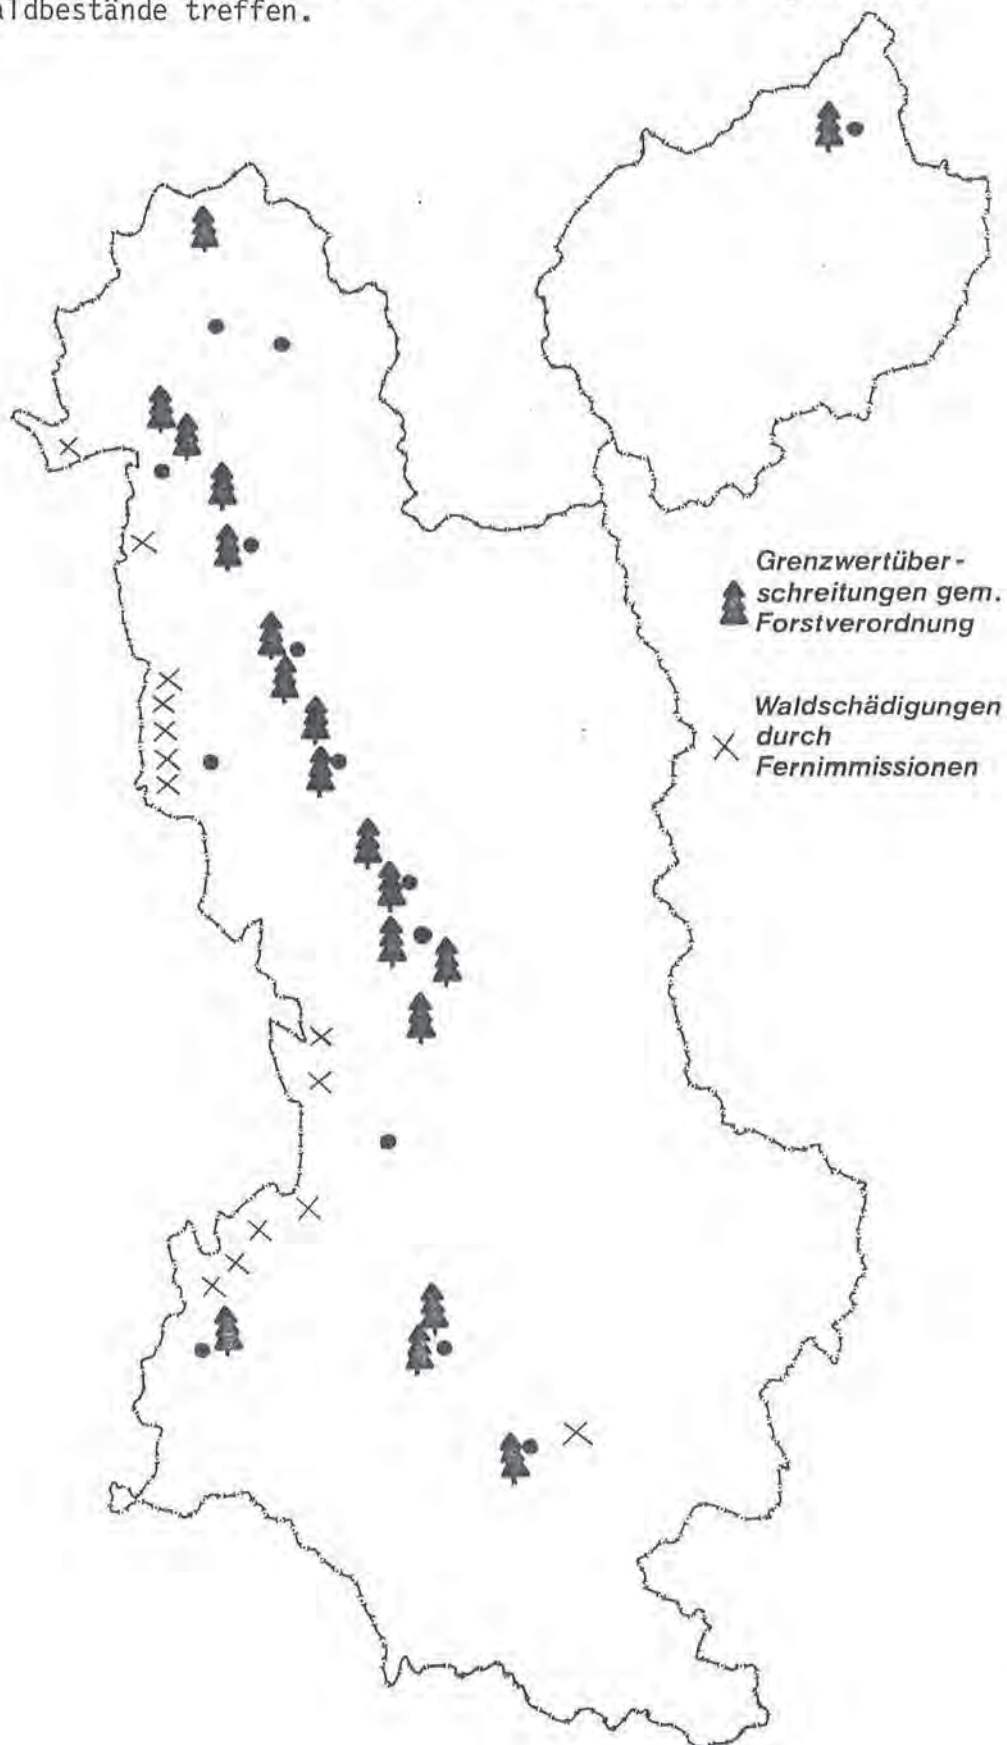 aldbestände treffen.
Grenzwertüber-
schreitungen gem.
Forstverordnung
Waldschädigungen
durch
Fernimmissionen